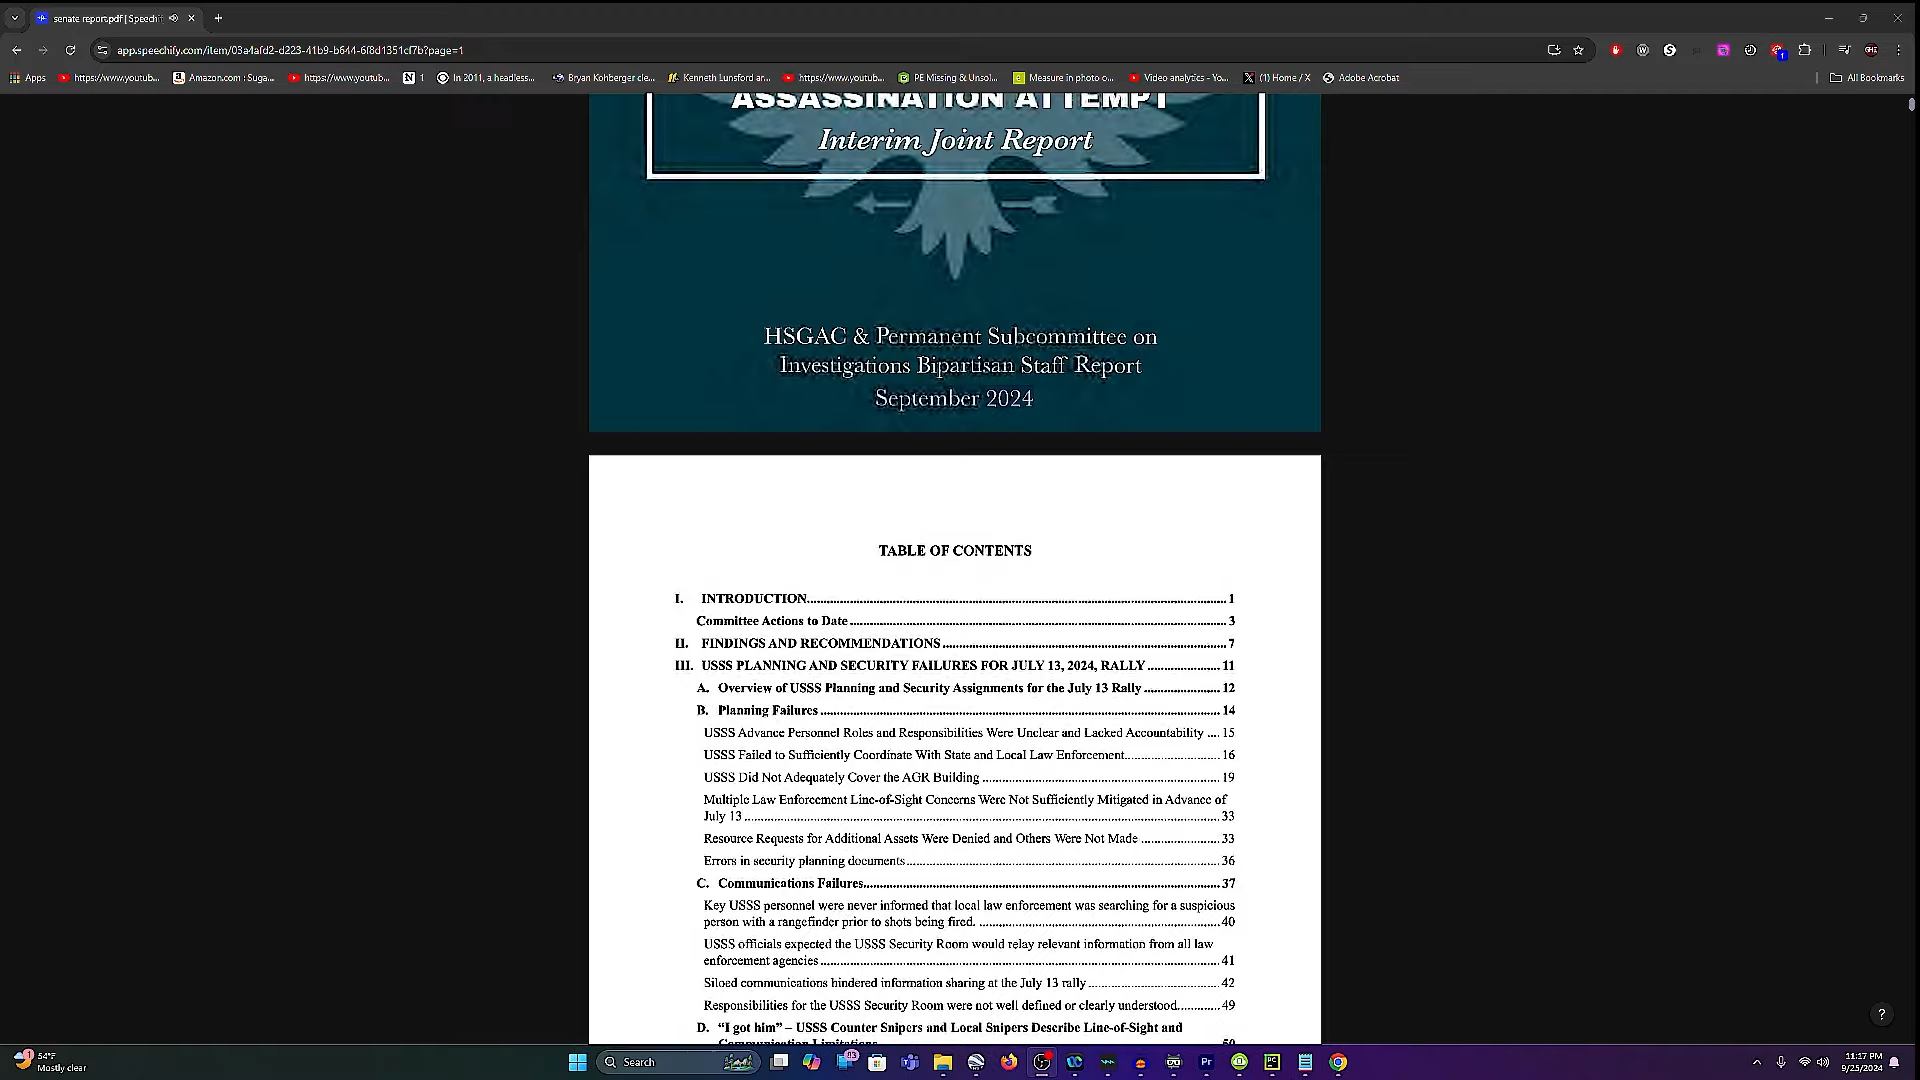 senate report.pdf | Speechif
app.speechify.com/item/03a4afd2-d223-41b9-b644-6f8d1351cf7b?page=1
Apps https://www.youtub... Amazon.com : Suga... https://www.youtub... 1 In 2011, a headless... Bryan Kohberger cle... Kenneth Lunsford ar... https://www.youtub... PE Missing & Unsol... Measure in photo o... Video analytics - Yo... (1) Home / X Adobe Acrobat All Bookmarks
ASSASSINATION ATTEMPT
Interim Joint Report
HSGAC & Permanent Subcommittee on
Investigations Bipartisan Staff Report
September 2024
TABLE OF CONTENTS
I. INTRODUCTION 1
Committee Actions to Date 3
II. FINDINGS AND RECOMMENDATIONS 7
III. USSS PLANNING AND SECURITY FAILURES FOR JULY 13, 2024, RALLY 11
A. Overview of USSS Planning and Security Assignments for the July 13 Rally 12
B. Planning Failures 14
USSS Advance Personnel Roles and Responsibilities Were Unclear and Lacked Accountability .... 15
USSS Failed to Sufficiently Coordinate With State and Local Law Enforcement 16
USSS Did Not Adequately Cover the AGR Building 19
Multiple Law Enforcement Line-of-Sight Concerns Were Not Sufficiently Mitigated in Advance of
July 13 33
Resource Requests for Additional Assets Were Denied and Others Were Not Made 33
Errors in security planning documents 36
C. Communications Failures 37
Key USSS personnel were never informed that local law enforcement was searching for a suspicious
person with a rangefinder prior to shots being fired. 40
USSS officials expected the USSS Security Room would relay relevant information from all law
enforcement agencies 41
Siloed communications hindered information sharing at the July 13 rally 42
Responsibilities for the USSS Security Room were not well defined or clearly understood 49
D. “I got him” – USSS Counter Snipers and Local Snipers Describe Line-of-Sight and
Communication Limitations 50
54°F
Mostly clear
Search
11:17 PM
9/25/2024